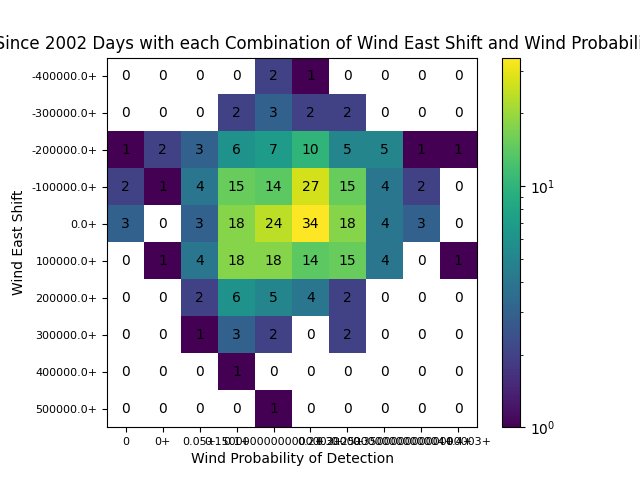 Since 2002 Days with each Combination of Wind East Shift and Wind Probabili
Wind East Shift
-400000.0+ 0 0 0 0 2 1 0 0 0 0
-300000.0+ 0 0 0 2 3 2 2 0 0 0
-200000.0+ 1 2 3 6 7 10 5 5 1 1
-100000.0+ 2 1 4 15 14 27 15 4 2 0
0.0+ 3 0 3 18 24 34 18 4 3 0
100000.0+ 0 1 4 18 18 14 15 4 0 1
200000.0+ 0 0 2 6 5 4 2 0 0 0
300000.0+ 0 0 1 3 2 0 2 0 0 0
400000.0+ 0 0 0 1 0 0 0 0 0 0
500000.0+ 0 0 0 0 1 0 0 0 0 0
0 0+
Wind Probability of Detection
10¹
10⁰